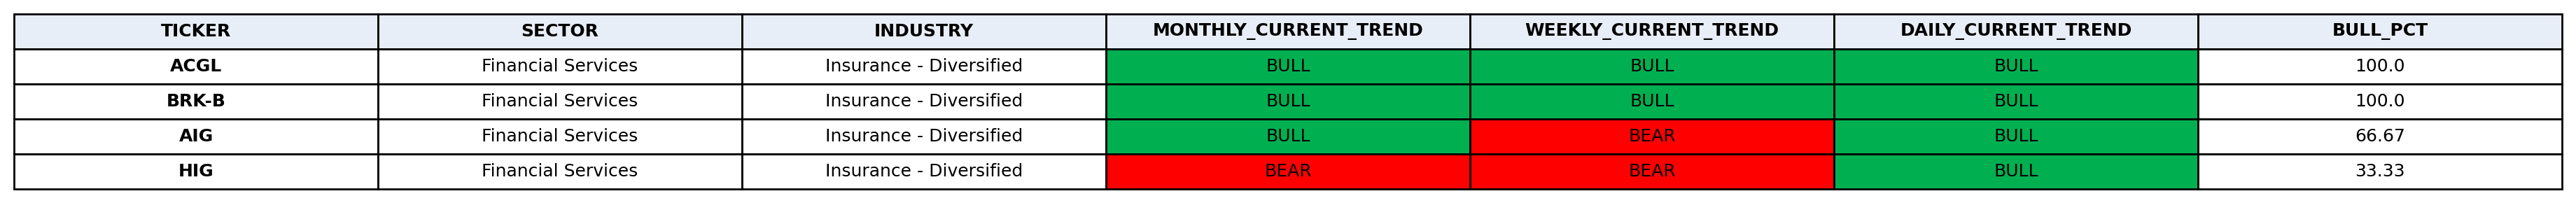 TICKER SECTOR INDUSTRY MONTHLY_CURRENT_TREND WEEKLY_CURRENT_TREND DAILY_CURRENT_TREND BULL_PCT
ACGL Financial Services Insurance - Diversified BULL BULL BULL 100.0
BRK-B Financial Services Insurance - Diversified BULL BULL BULL 100.0
AIG Financial Services Insurance - Diversified BULL BEAR BULL 66.67
HIG Financial Services Insurance - Diversified BEAR BEAR BULL 33.33